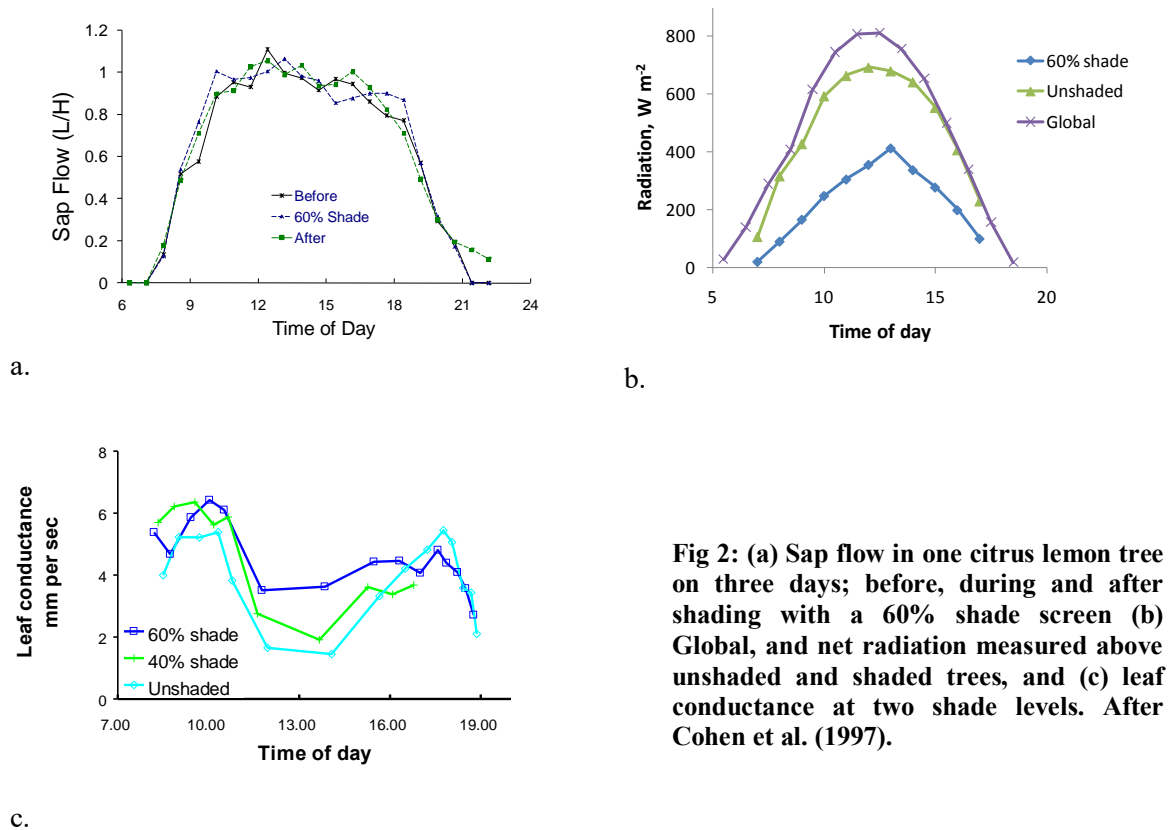 1.2
1
0.8
0.6
0.4
0.2
0
Sap Flow (L/H)
Before
60% Shade
After
6 9 12 15 18 21 24
Time of Day
a.
800
600
400
200
0
Radiation, W m-2
60% shade
Unshaded
Global
5 10 15 20
Time of day
b.
8
6
4
2
0
Leaf conductance
mm per sec
60% shade
40% shade
Unshaded
7.00 10.00 13.00 16.00 19.00
Time of day
c.
Fig 2: (a) Sap flow in one citrus lemon tree
on three days; before, during and after
shading with a 60% shade screen (b)
Global, and net radiation measured above
unshaded and shaded trees, and (c) leaf
conductance at two shade levels. After
Cohen et al. (1997).